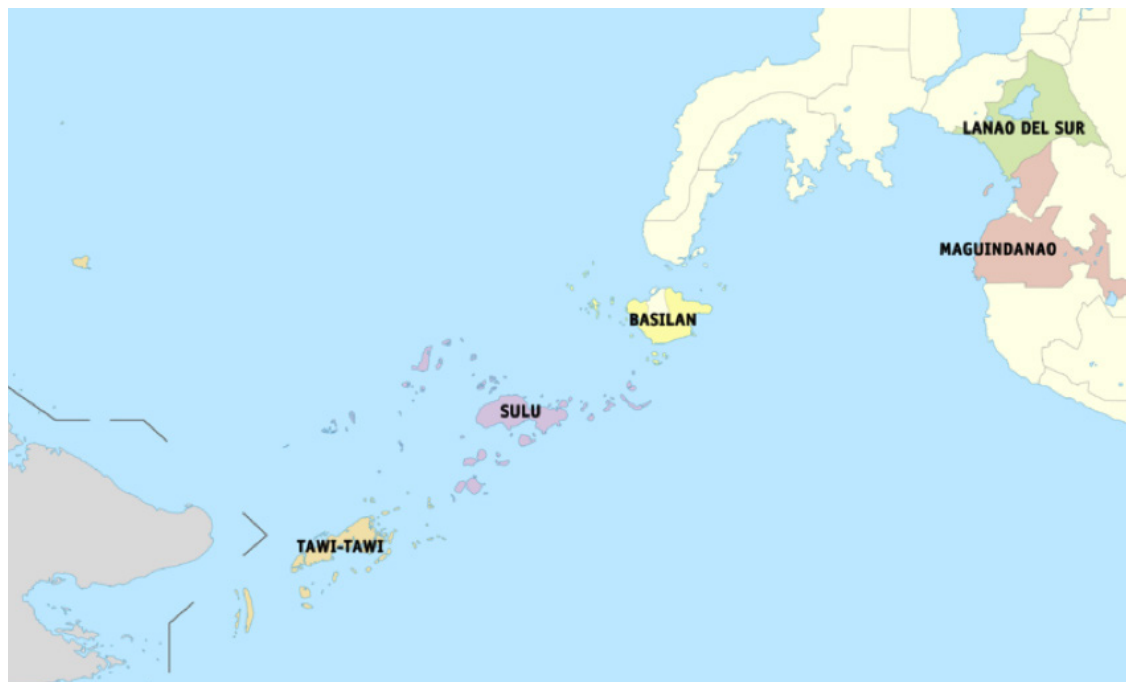 LANAO DEL SUR
MAGUINDANAO
BASILAN
SULU
TAWI-TAWI